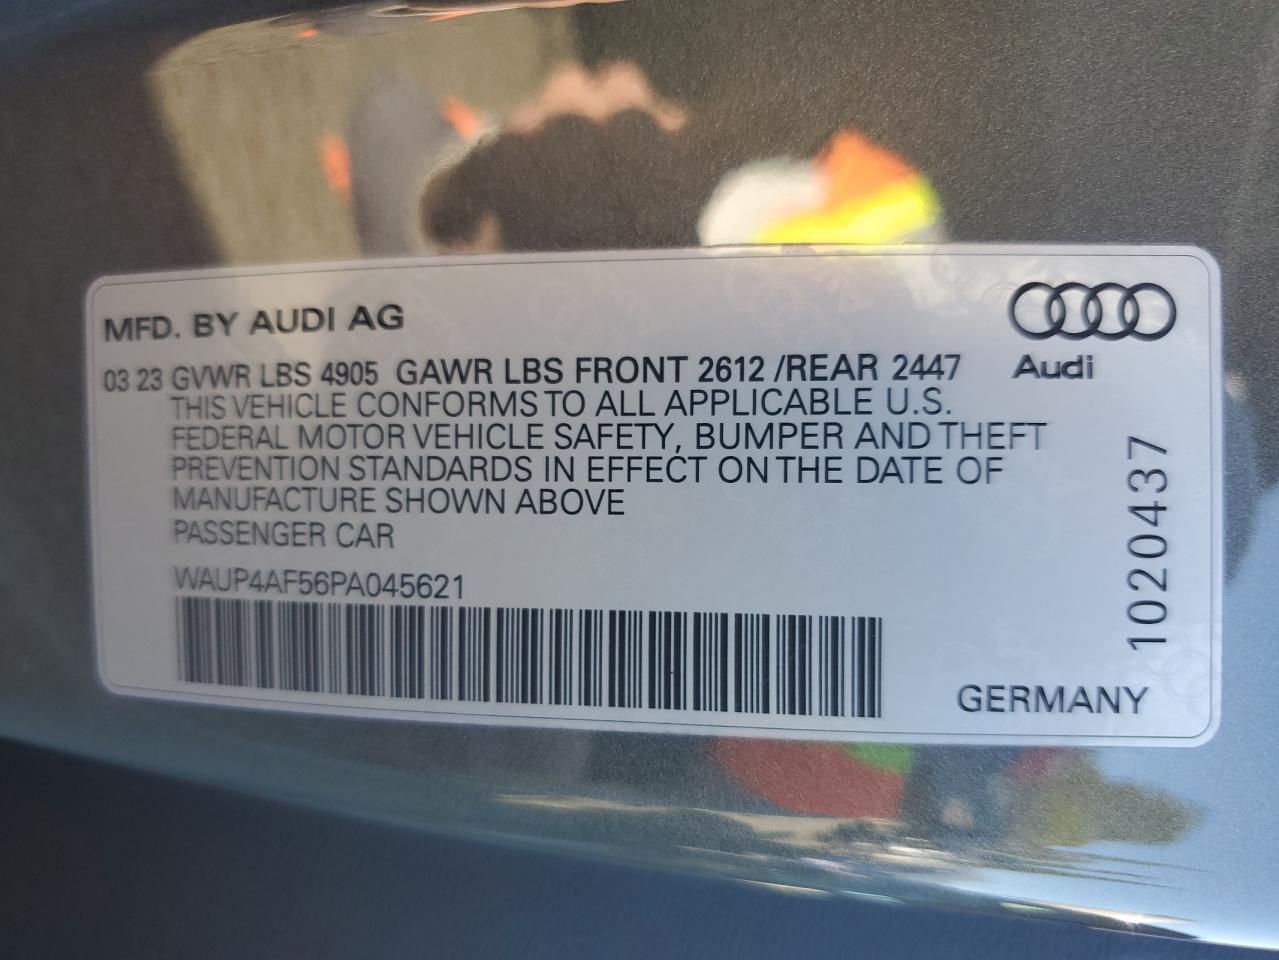 MFD. BY AUDI AG
Audi
03 23 GVWR LBS 4905 GAWR LBS FRONT 2612 /REAR 2447
THIS VEHICLE CONFORMS TO ALL APPLICABLE U.S.
FEDERAL MOTOR VEHICLE SAFETY, BUMPER AND THEFT
PREVENTION STANDARDS IN EFFECT ON THE DATE OF
MANUFACTURE SHOWN ABOVE
PASSENGER CAR
WAUP4AF56PA045621
1020437
GERMANY